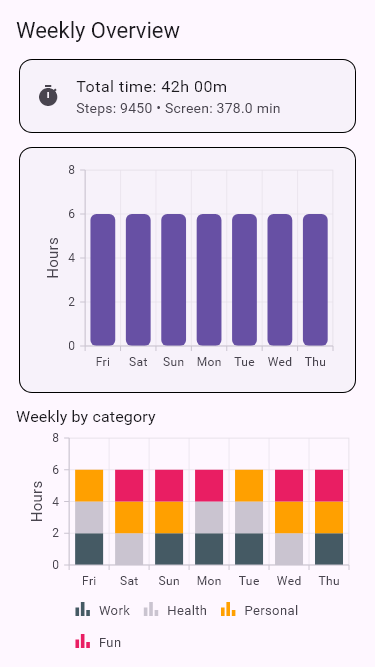 Weekly Overview
Total time: 42h 00m
Steps: 9450 • Screen: 378.0 min
8
6
4
2
0
Hours
Fri Sat Sun Mon Tue Wed Thu
Weekly by category
8
6
4
2
0
Hours
Fri Sat Sun Mon Tue Wed Thu
Work Health Personal
Fun